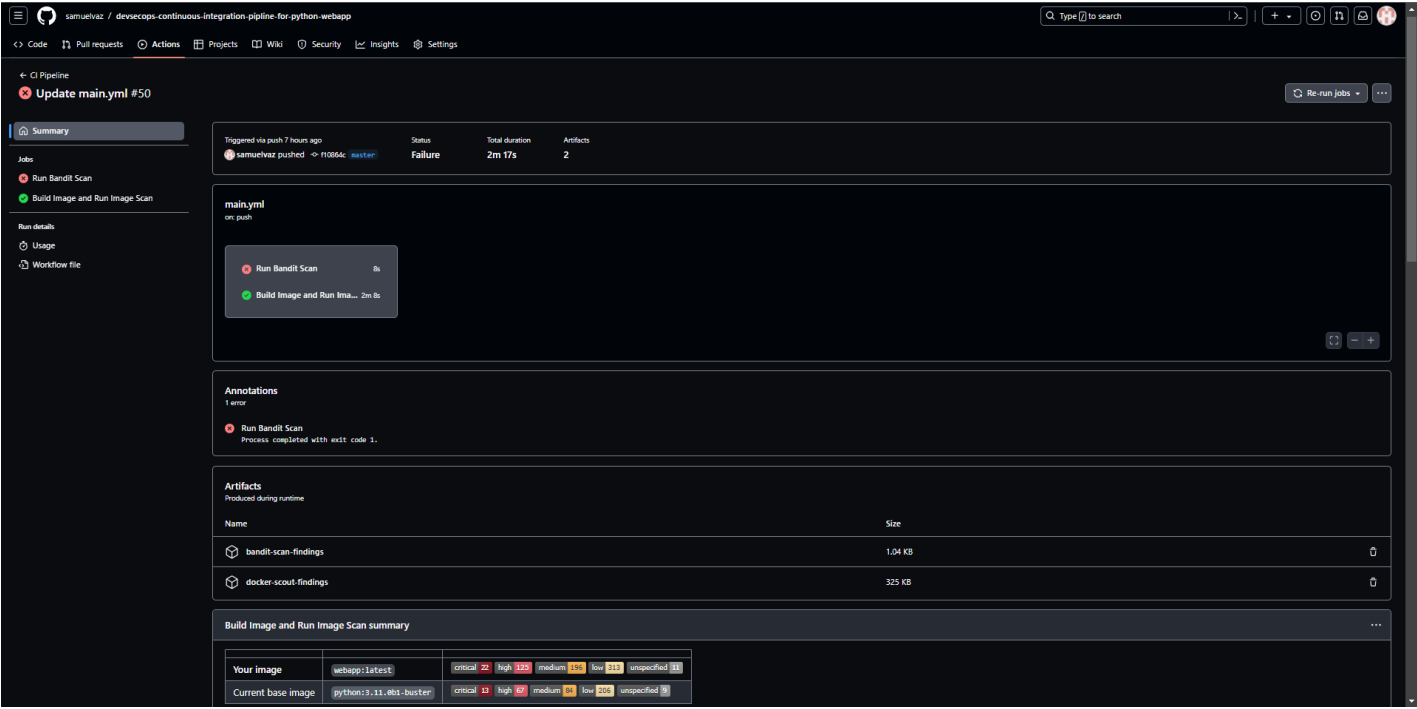 samuelvaz / devsecops-continuous-integration-pipline-for-python-webapp
Type / to search
Code Pull requests Actions Projects Wiki Security Insights Settings
← CI Pipeline
Update main.yml #50
Re-run jobs
Summary
Jobs
Run Bandit Scan
Build Image and Run Image Scan
Run details
Usage
Workflow file
Triggered via push 7 hours ago
Status
Total duration
Artifacts
samuelvaz pushed f10864c master
Failure
2m 17s
2
main.yml
on: push
Run Bandit Scan 8s
Build Image and Run Ima... 2m 8s
Annotations
1 error
Run Bandit Scan
Process completed with exit code 1.
Artifacts
Produced during runtime
Name Size
bandit-scan-findings 1.04 KB
docker-scout-findings 325 KB
Build Image and Run Image Scan summary
Your image webapp:latest critical 22 high 125 medium 196 low 313 unspecified 11
Current base image python:3.11.0b1-buster critical 13 high 67 medium 84 low 206 unspecified 9